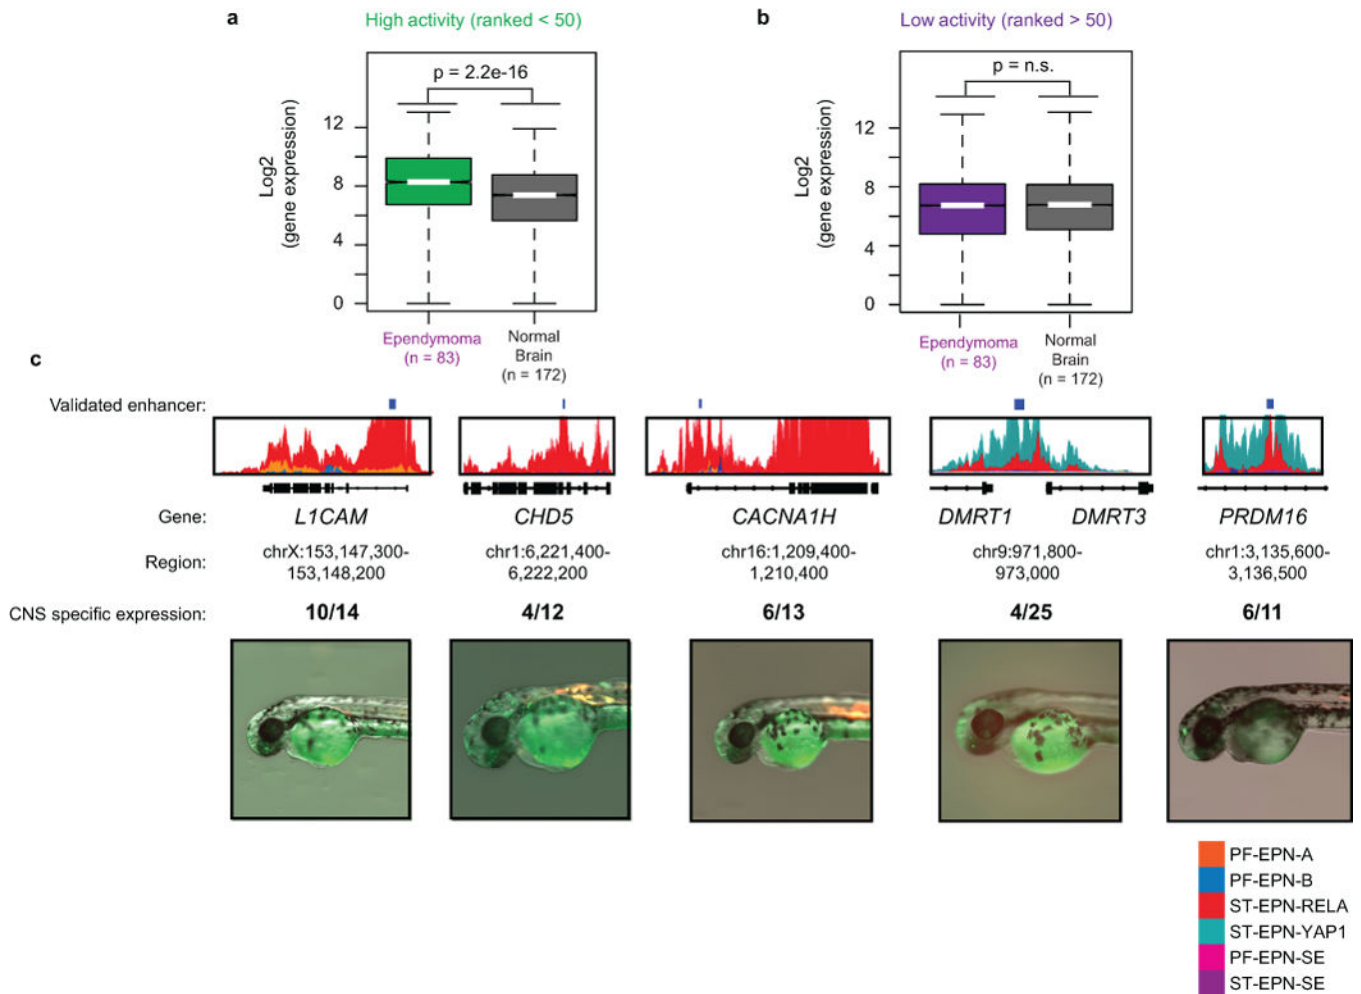 a
High activity (ranked < 50)
p = 2.2e-16
Log2
(gene expression)
12
8
4
0
Ependymoma
(n = 83)
Normal
Brain
(n = 172)
b
Low activity (ranked > 50)
p = n.s.
Log2
(gene expression)
12
8
4
0
Ependymoma
(n = 83)
Normal
Brain
(n = 172)
c
Validated enhancer:
Gene: L1CAM CHD5 CACNA1H DMRT1 DMRT3 PRDM16
Region:
chrX:153,147,300-
153,148,200
chr1:6,221,400-
6,222,200
chr16:1,209,400-
1,210,400
chr9:971,800-
973,000
chr1:3,135,600-
3,136,500
CNS specific expression: 10/14 4/12 6/13 4/25 6/11
PF-EPN-A
PF-EPN-B
ST-EPN-RELA
ST-EPN-YAP1
PF-EPN-SE
ST-EPN-SE